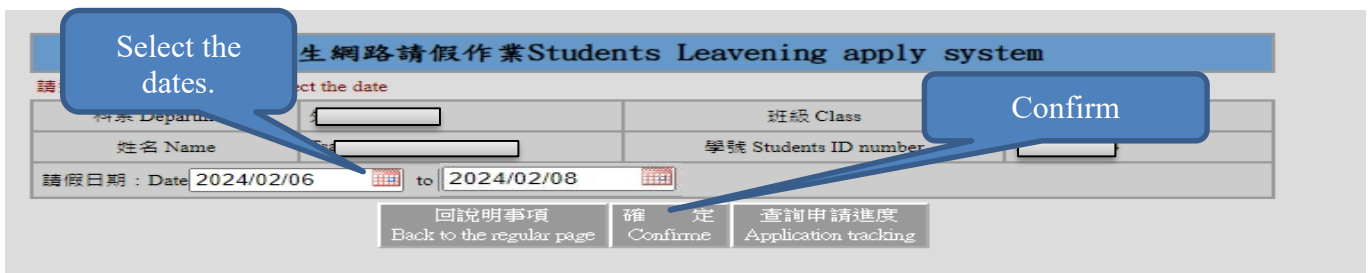 Select the
dates.
生網路請假作業Students Leavening apply system
Confirm
請
ct the date
科系 Departm
班級 Class
姓名 Name
學號 Students ID number
請假日期：Date 2024/02/06 to 2024/02/08
回說明事項
Back to the regular page
確 定
Confirme
查詢申請進度
Application tracking